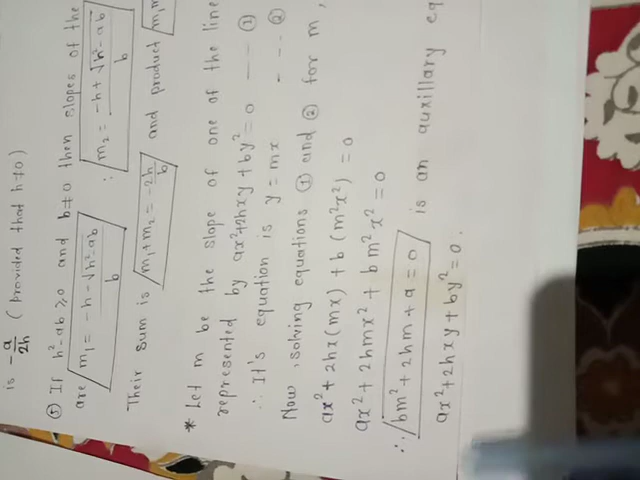 is -a/2h (provided that h≠0)
⑤ If h²-ab ≥0 and b≠0 then slopes of the
are m₁ = -h-√h²-ab / b ; m₂ = -h+√h²-ab / b
Their sum is m₁+m₂ = -2h/b and product m₁m
* Let m be the slope of one of the line
represented by ax²+2hxy+by²=0 --- ①
∴ It's equation is y=mx --- ②
Now, solving equations ① and ② for m,
ax²+2hx(mx)+b(m²x²)=0
ax²+2hmx²+bm²x²=0
∴ bm²+2hm+a=0 is an auxillary eq
ax²+2hxy+by²=0.